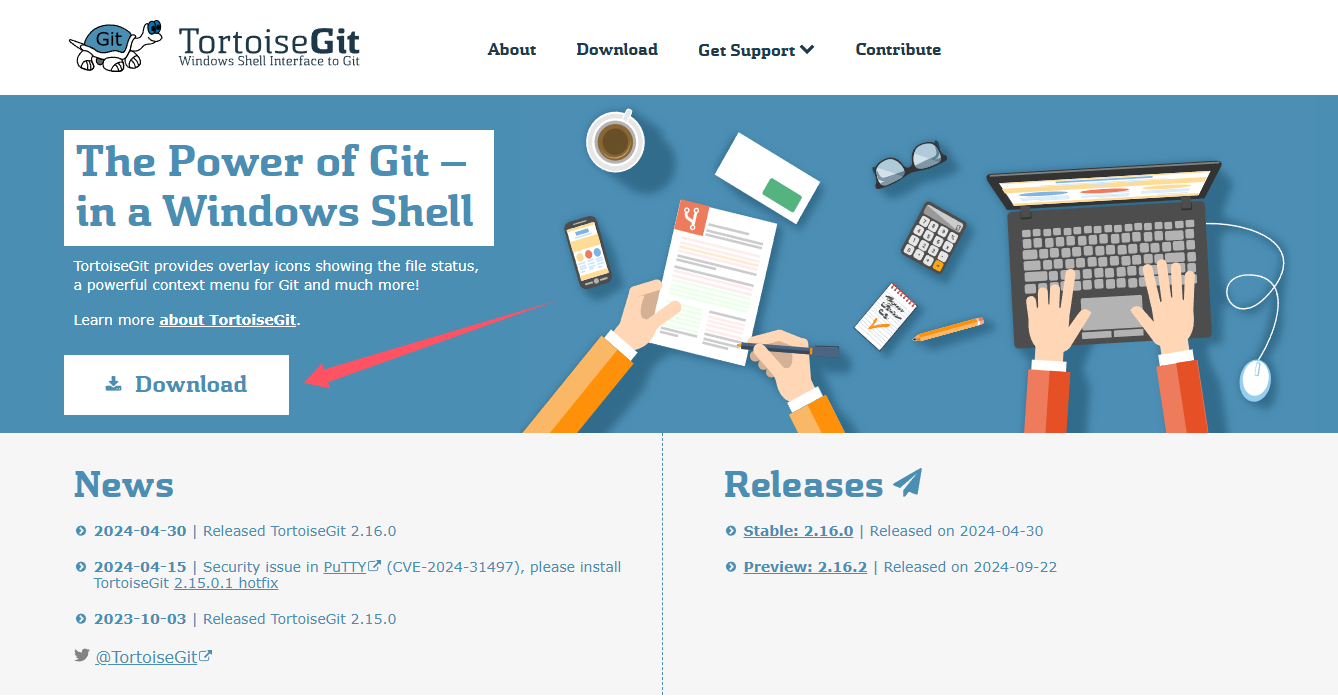 Git
TortoiseGit
Windows Shell Interface to Git
About
Download
Get Support
Contribute
The Power of Git –
in a Windows Shell
TortoiseGit provides overlay icons showing the file status,
a powerful context menu for Git and much more!
Learn more about TortoiseGit.
Download
News
2024-04-30 | Released TortoiseGit 2.16.0
2024-04-15 | Security issue in PuTTY (CVE-2024-31497), please install
TortoiseGit 2.15.0.1 hotfix
2023-10-03 | Released TortoiseGit 2.15.0
@TortoiseGit
Releases
Stable: 2.16.0 | Released on 2024-04-30
Preview: 2.16.2 | Released on 2024-09-22